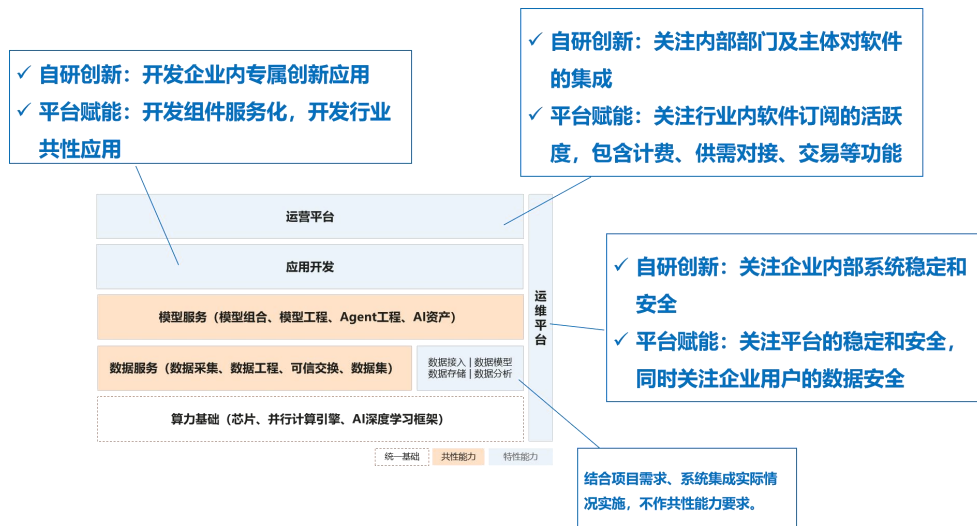 ✓ 自研创新：开发企业内专属创新应用
✓ 平台赋能：开发组件服务化，开发行业
共性应用
✓ 自研创新：关注内部部门及主体对软件
的集成
✓ 平台赋能：关注行业内软件订阅的活跃
度，包含计费、供需对接、交易等功能
运营平台
应用开发
模型服务（模型组合、模型工程、Agent工程、AI资产）
数据服务（数据采集、数据工程、可信交换、数据集）
数据接入 | 数据模型
数据存储 | 数据分析
算力基础（芯片、并行计算引擎、AI深度学习框架）
运维平台
统一基础
共性能力
特性能力
✓ 自研创新：关注企业内部系统稳定和
安全
✓ 平台赋能：关注平台的稳定和安全，
同时关注企业用户的数据安全
结合项目需求、系统集成实际情
况实施，不作共性能力要求。